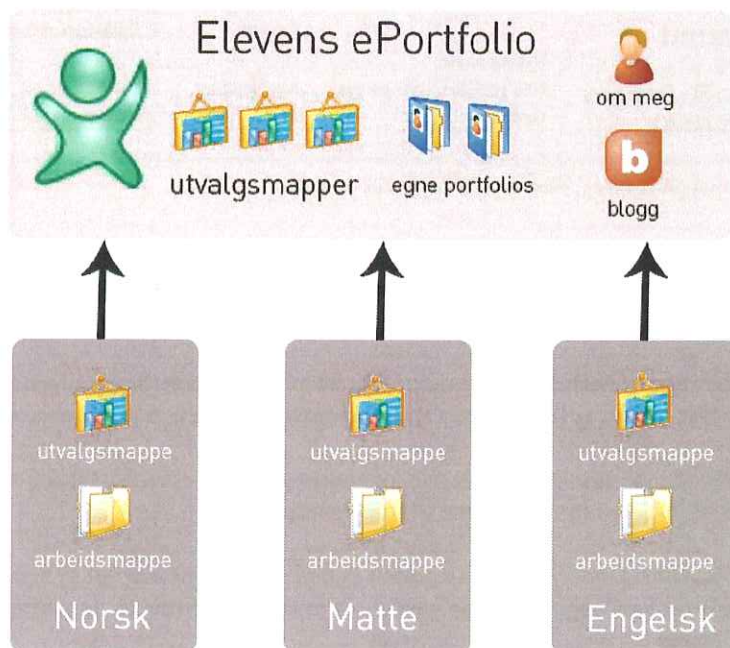 Elevens ePortfolio
utvalgsmapper
egne portfolios
om meg
b
blogg
utvalgsmappe
arbeidsmappe
Norsk
utvalgsmappe
arbeidsmappe
Matte
utvalgsmappe
arbeidsmappe
Engelsk